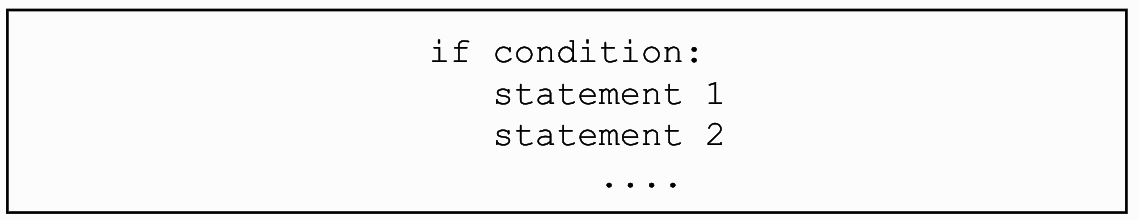 if condition:
statement 1
statement 2
....